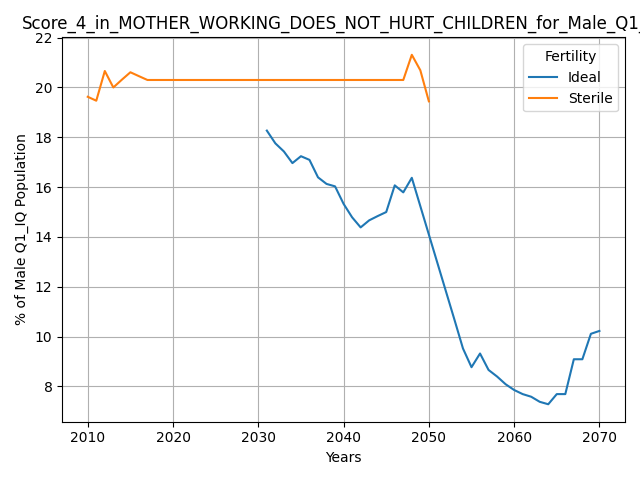 Score_4_in_MOTHER_WORKING_DOES_NOT_HURT_CHILDREN_for_Male_Q1_
22
20
18
16
14
12
10
8
% of Male Q1_IQ Population
Fertility
Ideal
Sterile
2010 2020 2030 2040 2050 2060 2070
Years